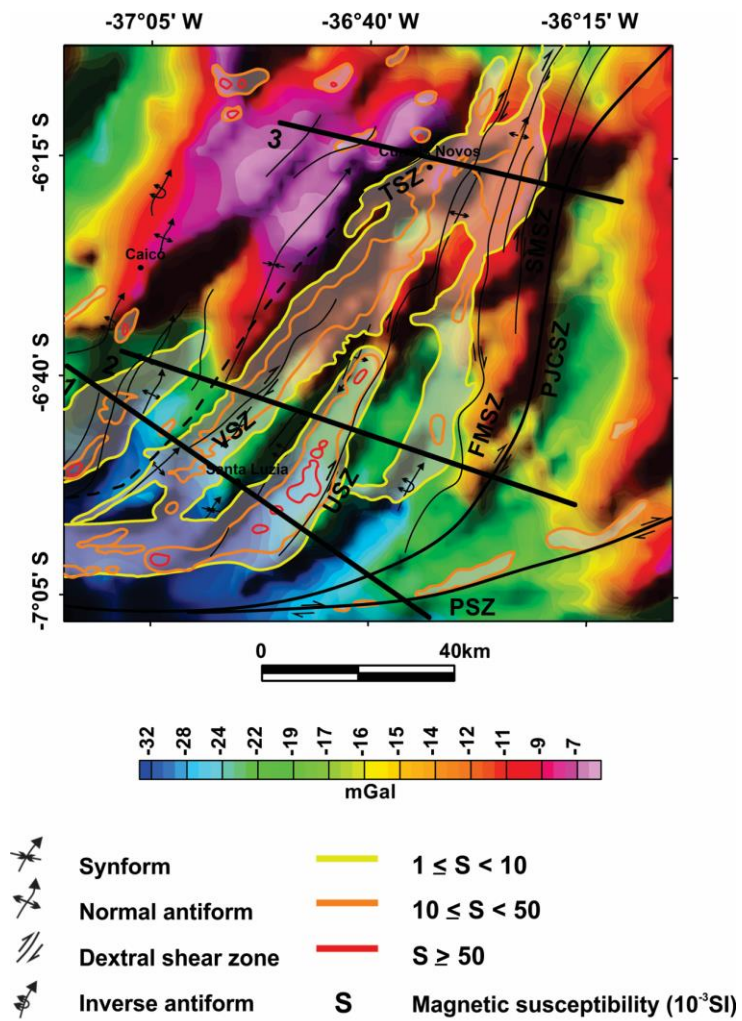 -37°05' W -36°40' W -36°15' W
-6°15' S
3
Novos
TSZ
Caicó
SMSZ
PJCSZ
-6°40' S
1
2
VSZ
FMSZ
Santa Luzia
USZ
-7°05' S
PSZ
0 40km
-32 -28 -24 -22 -19 -17 -16 -15 -14 -12 -11 -9 -7
mGal
Synform 1 ≤ S < 10
Normal antiform 10 ≤ S < 50
Dextral shear zone S ≥ 50
Inverse antiform S Magnetic susceptibility (10⁻³SI)